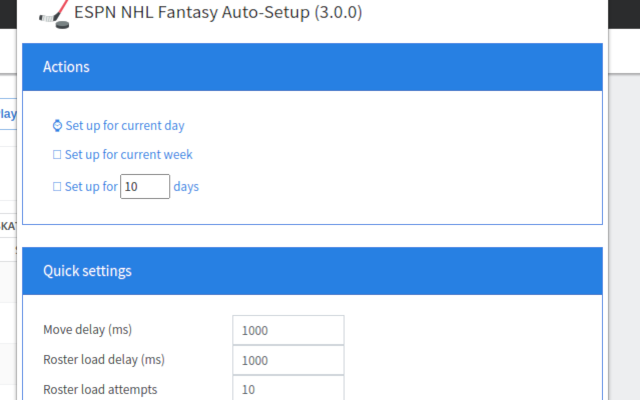 ESPN NHL Fantasy Auto-Setup (3.0.0)
Actions
Set up for current day
Set up for current week
Set up for 10 days
Quick settings
Move delay (ms) 1000
Roster load delay (ms) 1000
Roster load attempts 10